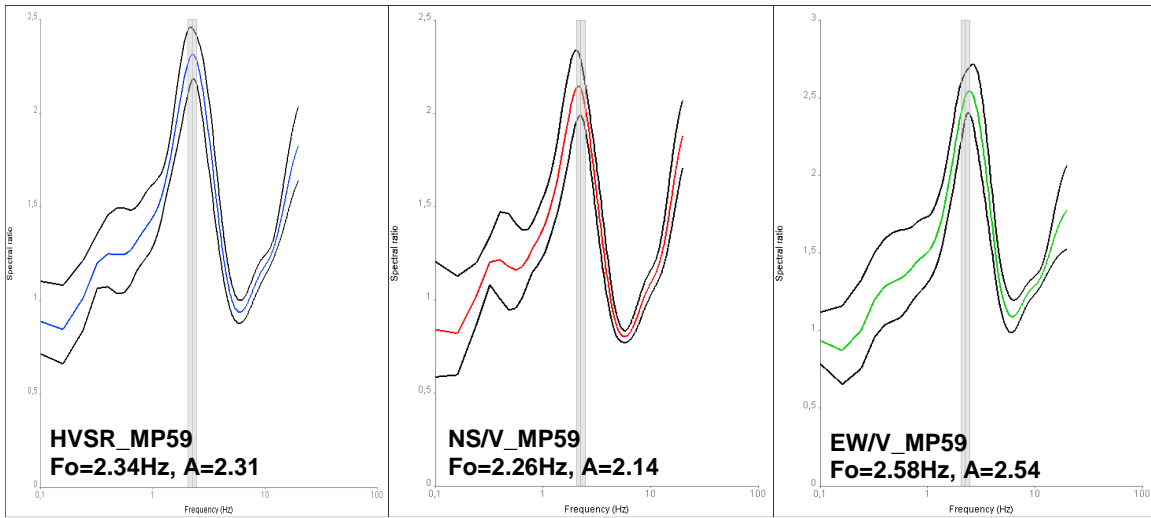 2,5
2
1,5
1
0,5
0
Spectral ratio
HVSR_MP59
Fo=2.34Hz, A=2.31
0,1
1
10
100
Frequency (Hz)
2,5
2
1,5
1
0,5
0
Spectral ratio
NS/V_MP59
Fo=2.26Hz, A=2.14
0,1
1
10
100
Frequency (Hz)
3
2,5
2
1,5
1
0,5
0
Spectral ratio
EW/V_MP59
Fo=2.58Hz, A=2.54
0,1
1
10
100
Frequency (Hz)